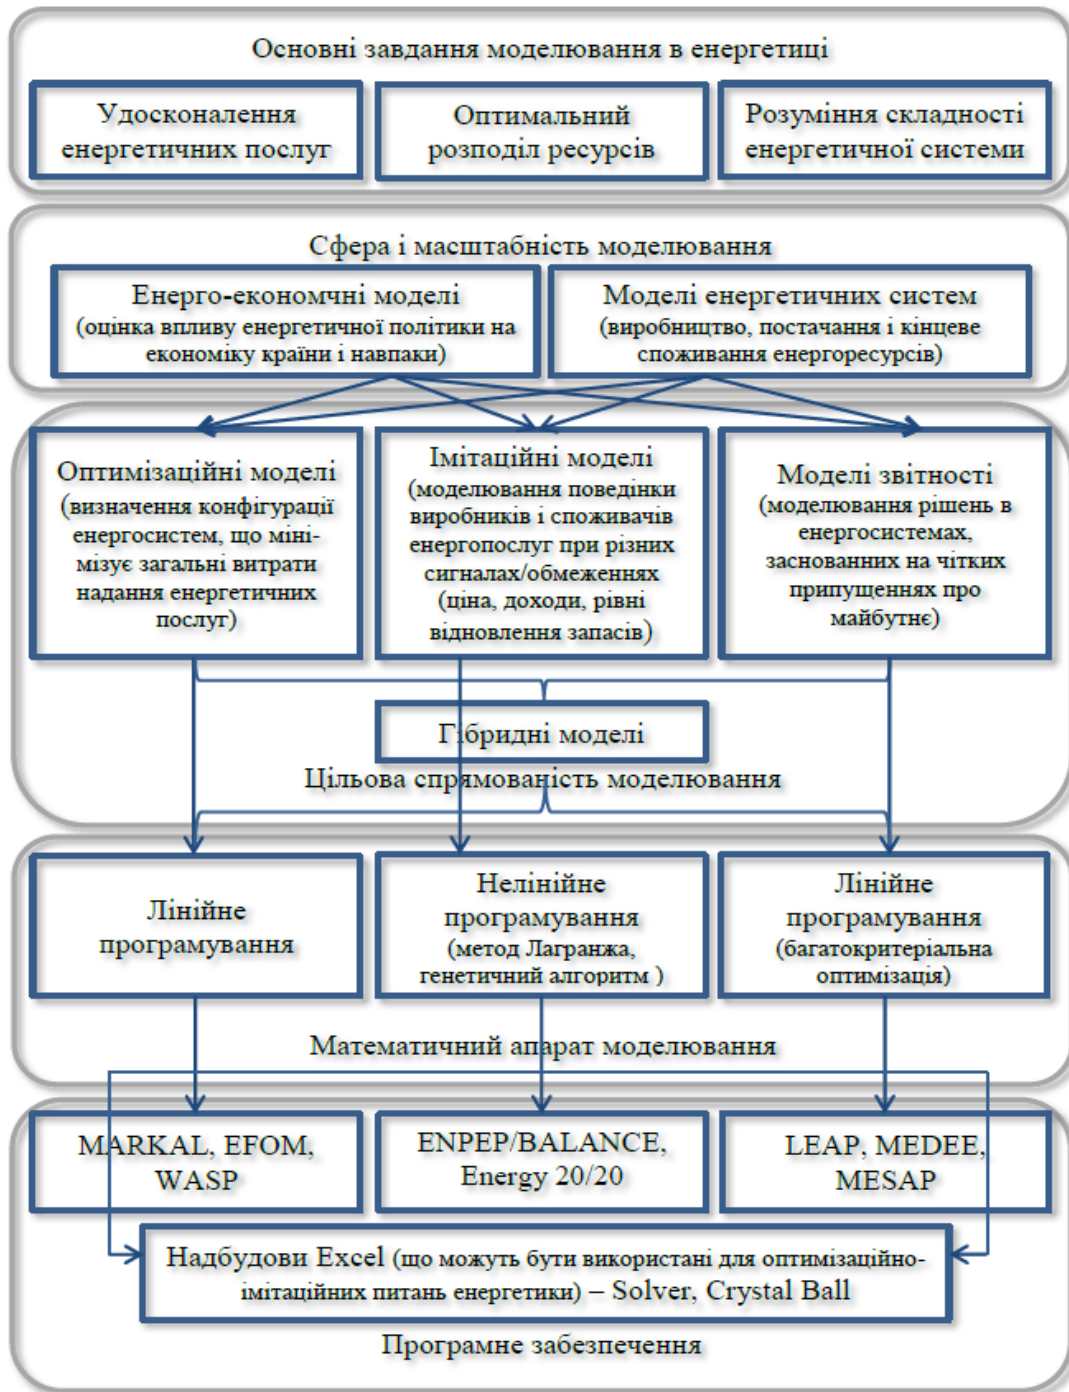 Основні завдання моделювання в енергетиці
Удосконалення
енергетичних послуг
Оптимальний
розподіл ресурсів
Розуміння складності
енергетичної системи
Сфера і масштабність моделювання
Енерго-економчні моделі
(оцінка впливу енергетичної політики на
економіку країни і навпаки)
Моделі енергетичних систем
(виробництво, постачання і кінцеве
споживання енергоресурсів)
Оптимізаційні моделі
(визначення конфігурації
енергосистем, що міні-
мізує загальні витрати
надання енергетичних
послуг)
Імітаційні моделі
(моделювання поведінки
виробників і споживачів
енергопослуг при різних
сигналах/обмеженнях
(ціна, доходи, рівні
відновлення запасів)
Моделі звітності
(моделювання рішень в
енергосистемах,
заснованних на чітких
припущеннях про
майбутнє)
Гібридні моделі
Цільова спрямованість моделювання
Лінійне
програмування
Нелінійне
програмування
(метод Лагранжа,
генетичний алгоритм )
Лінійне
програмування
(багатокритеріальна
оптимізація)
Математичний апарат моделювання
MARKAL, EFOM,
WASP
ENPEP/BALANCE,
Energy 20/20
LEAP, MEDEE,
MESAP
Надбудови Excel (що можуть бути використані для оптимізаційно-
імітаційних питань енергетики) – Solver, Crystal Ball
Програмне забезпечення